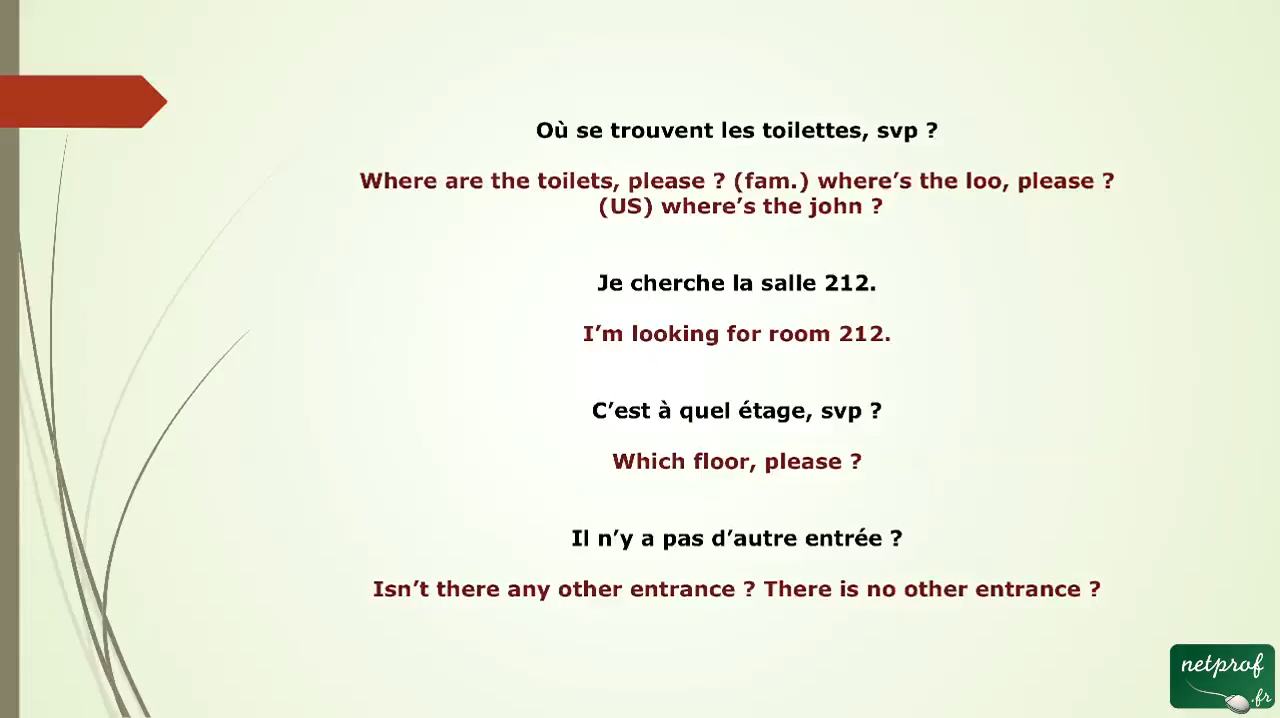 Où se trouvent les toilettes, svp ?
Where are the toilets, please ? (fam.) where’s the loo, please ?
(US) where’s the john ?
Je cherche la salle 212.
I’m looking for room 212.
C’est à quel étage, svp ?
Which floor, please ?
Il n’y a pas d’autre entrée ?
Isn’t there any other entrance ? There is no other entrance ?
netprof
.fr